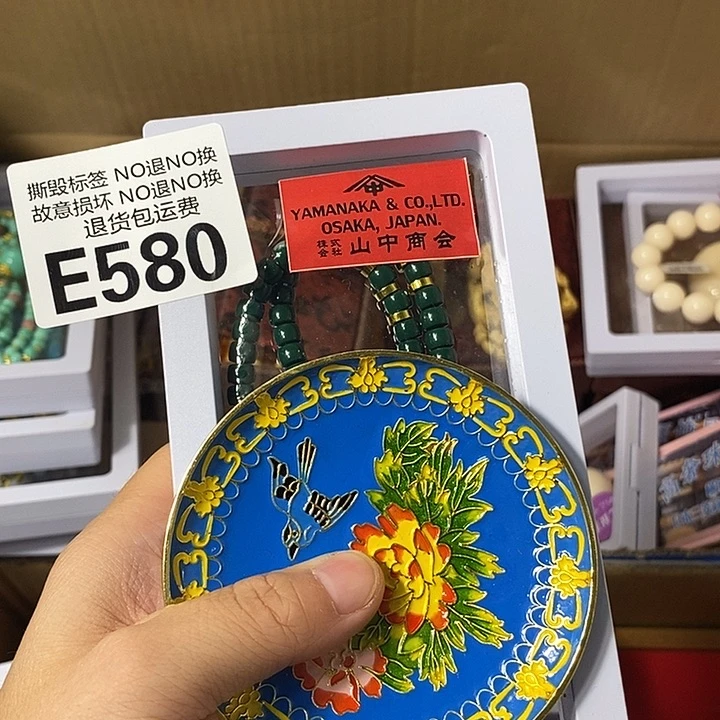 撕毁标签 NO退NO换
故意损坏 NO退NO换
退货包运费
E580
YAMANAKA & CO.,LTD.
OSAKA, JAPAN.
株式会社 山中商会